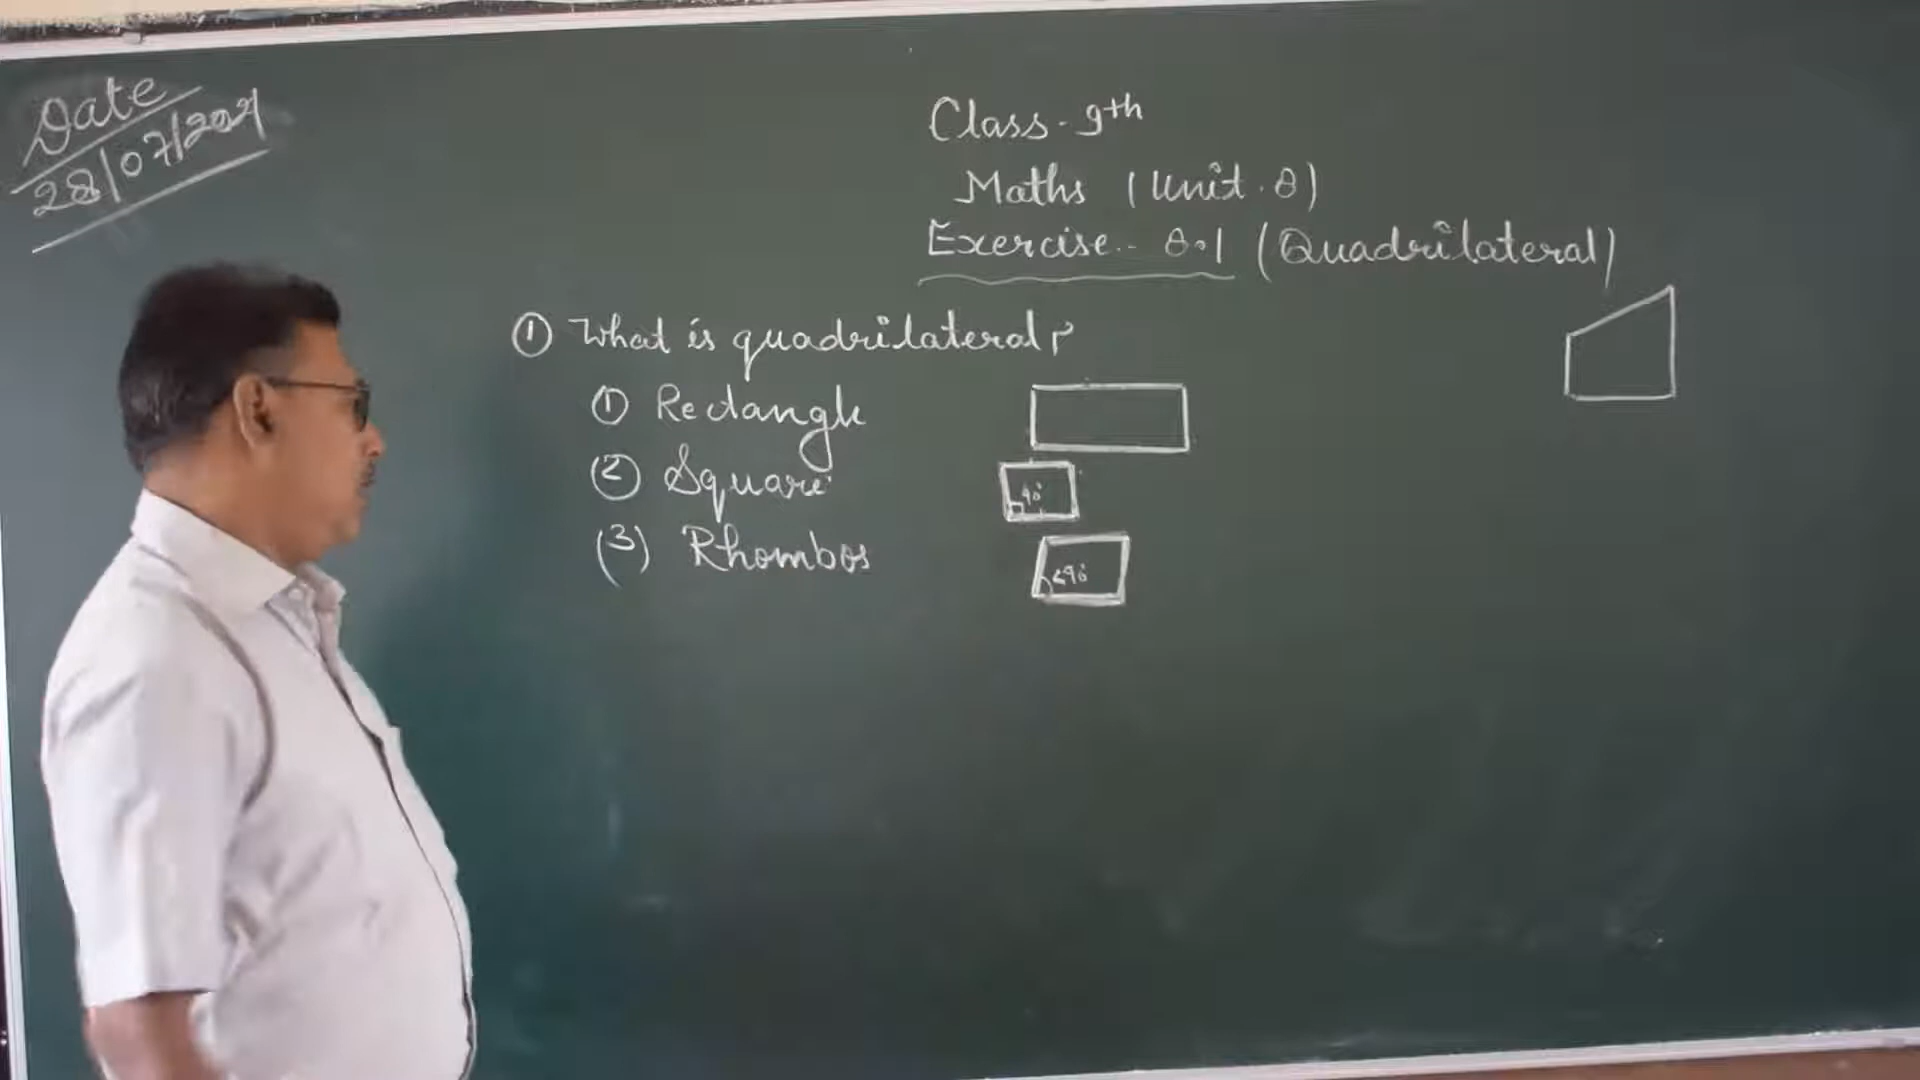 Date
28/07/2021
Class - 9th
Maths (Unit. 8)
Exercise.. 8.1 (Quadrilateral)
① What is quadrilateral?
① Rectangle
② Square
90°
(3) Rhombos
<90°